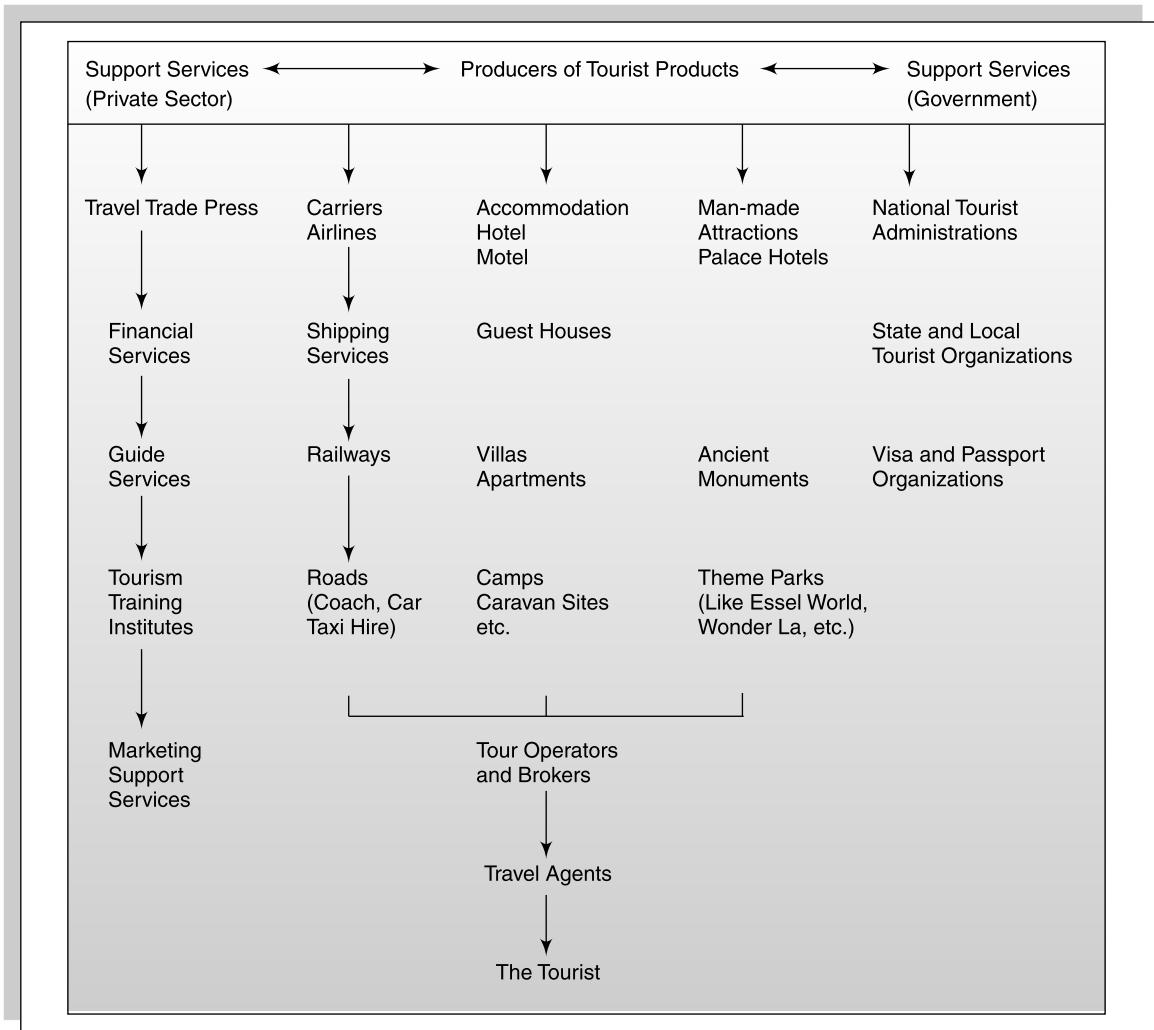 Support Services
(Private Sector)
Producers of Tourist Products
Support Services
(Government)
Travel Trade Press
Financial
Services
Guide
Services
Tourism
Training
Institutes
Marketing
Support
Services
Carriers
Airlines
Shipping
Services
Railways
Roads
(Coach, Car
Taxi Hire)
Accommodation
Hotel
Motel
Guest Houses
Villas
Apartments
Camps
Caravan Sites
etc.
Man-made
Attractions
Palace Hotels
Ancient
Monuments
Theme Parks
(Like Essel World,
Wonder La, etc.)
National Tourist
Administrations
State and Local
Tourist Organizations
Visa and Passport
Organizations
Tour Operators
and Brokers
Travel Agents
The Tourist